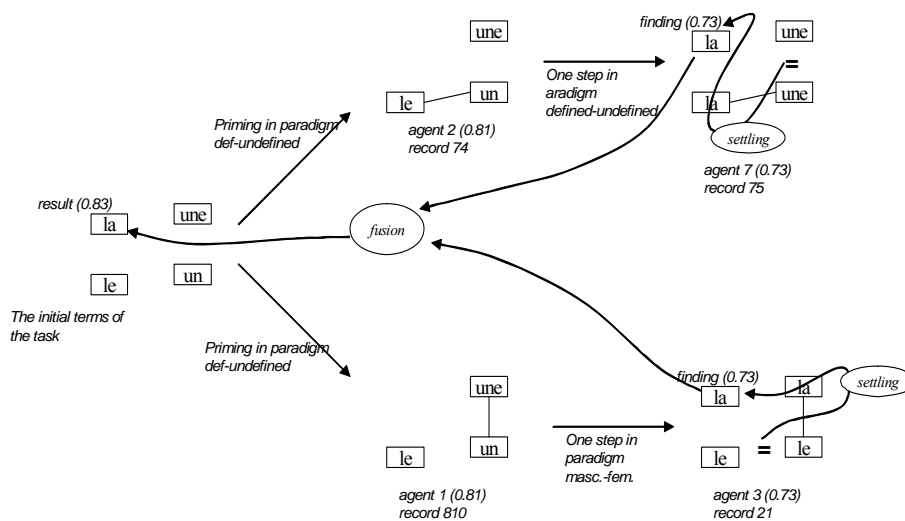 une
le
un
agent 2 (0.81)
record 74
One step in
aradigm
defined-undefined
finding (0.73)
la
une
=
la
une
settling
agent 7 (0.73)
record 75
Priming in paradigm
def-undefined
result (0.83)
la
une
le
un
The initial terms of
the task
fusion
Priming in paradigm
def-undefined
une
le
un
agent 1 (0.81)
record 810
One step in
paradigm
masc.-fem.
finding (0.73)
la
la
settling
le
=
le
agent 3 (0.73)
record 21